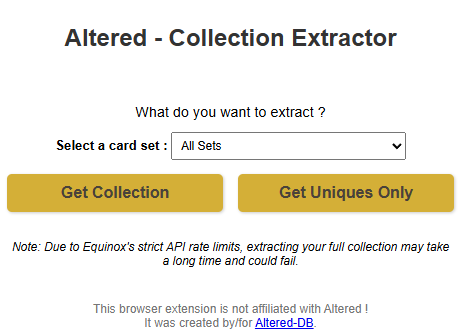 Altered - Collection Extractor
What do you want to extract ?
Select a card set : All Sets
Get Collection Get Uniques Only
Note: Due to Equinox's strict API rate limits, extracting your full collection may take
a long time and could fail.
This browser extension is not affiliated with Altered !
It was created by/for Altered-DB.